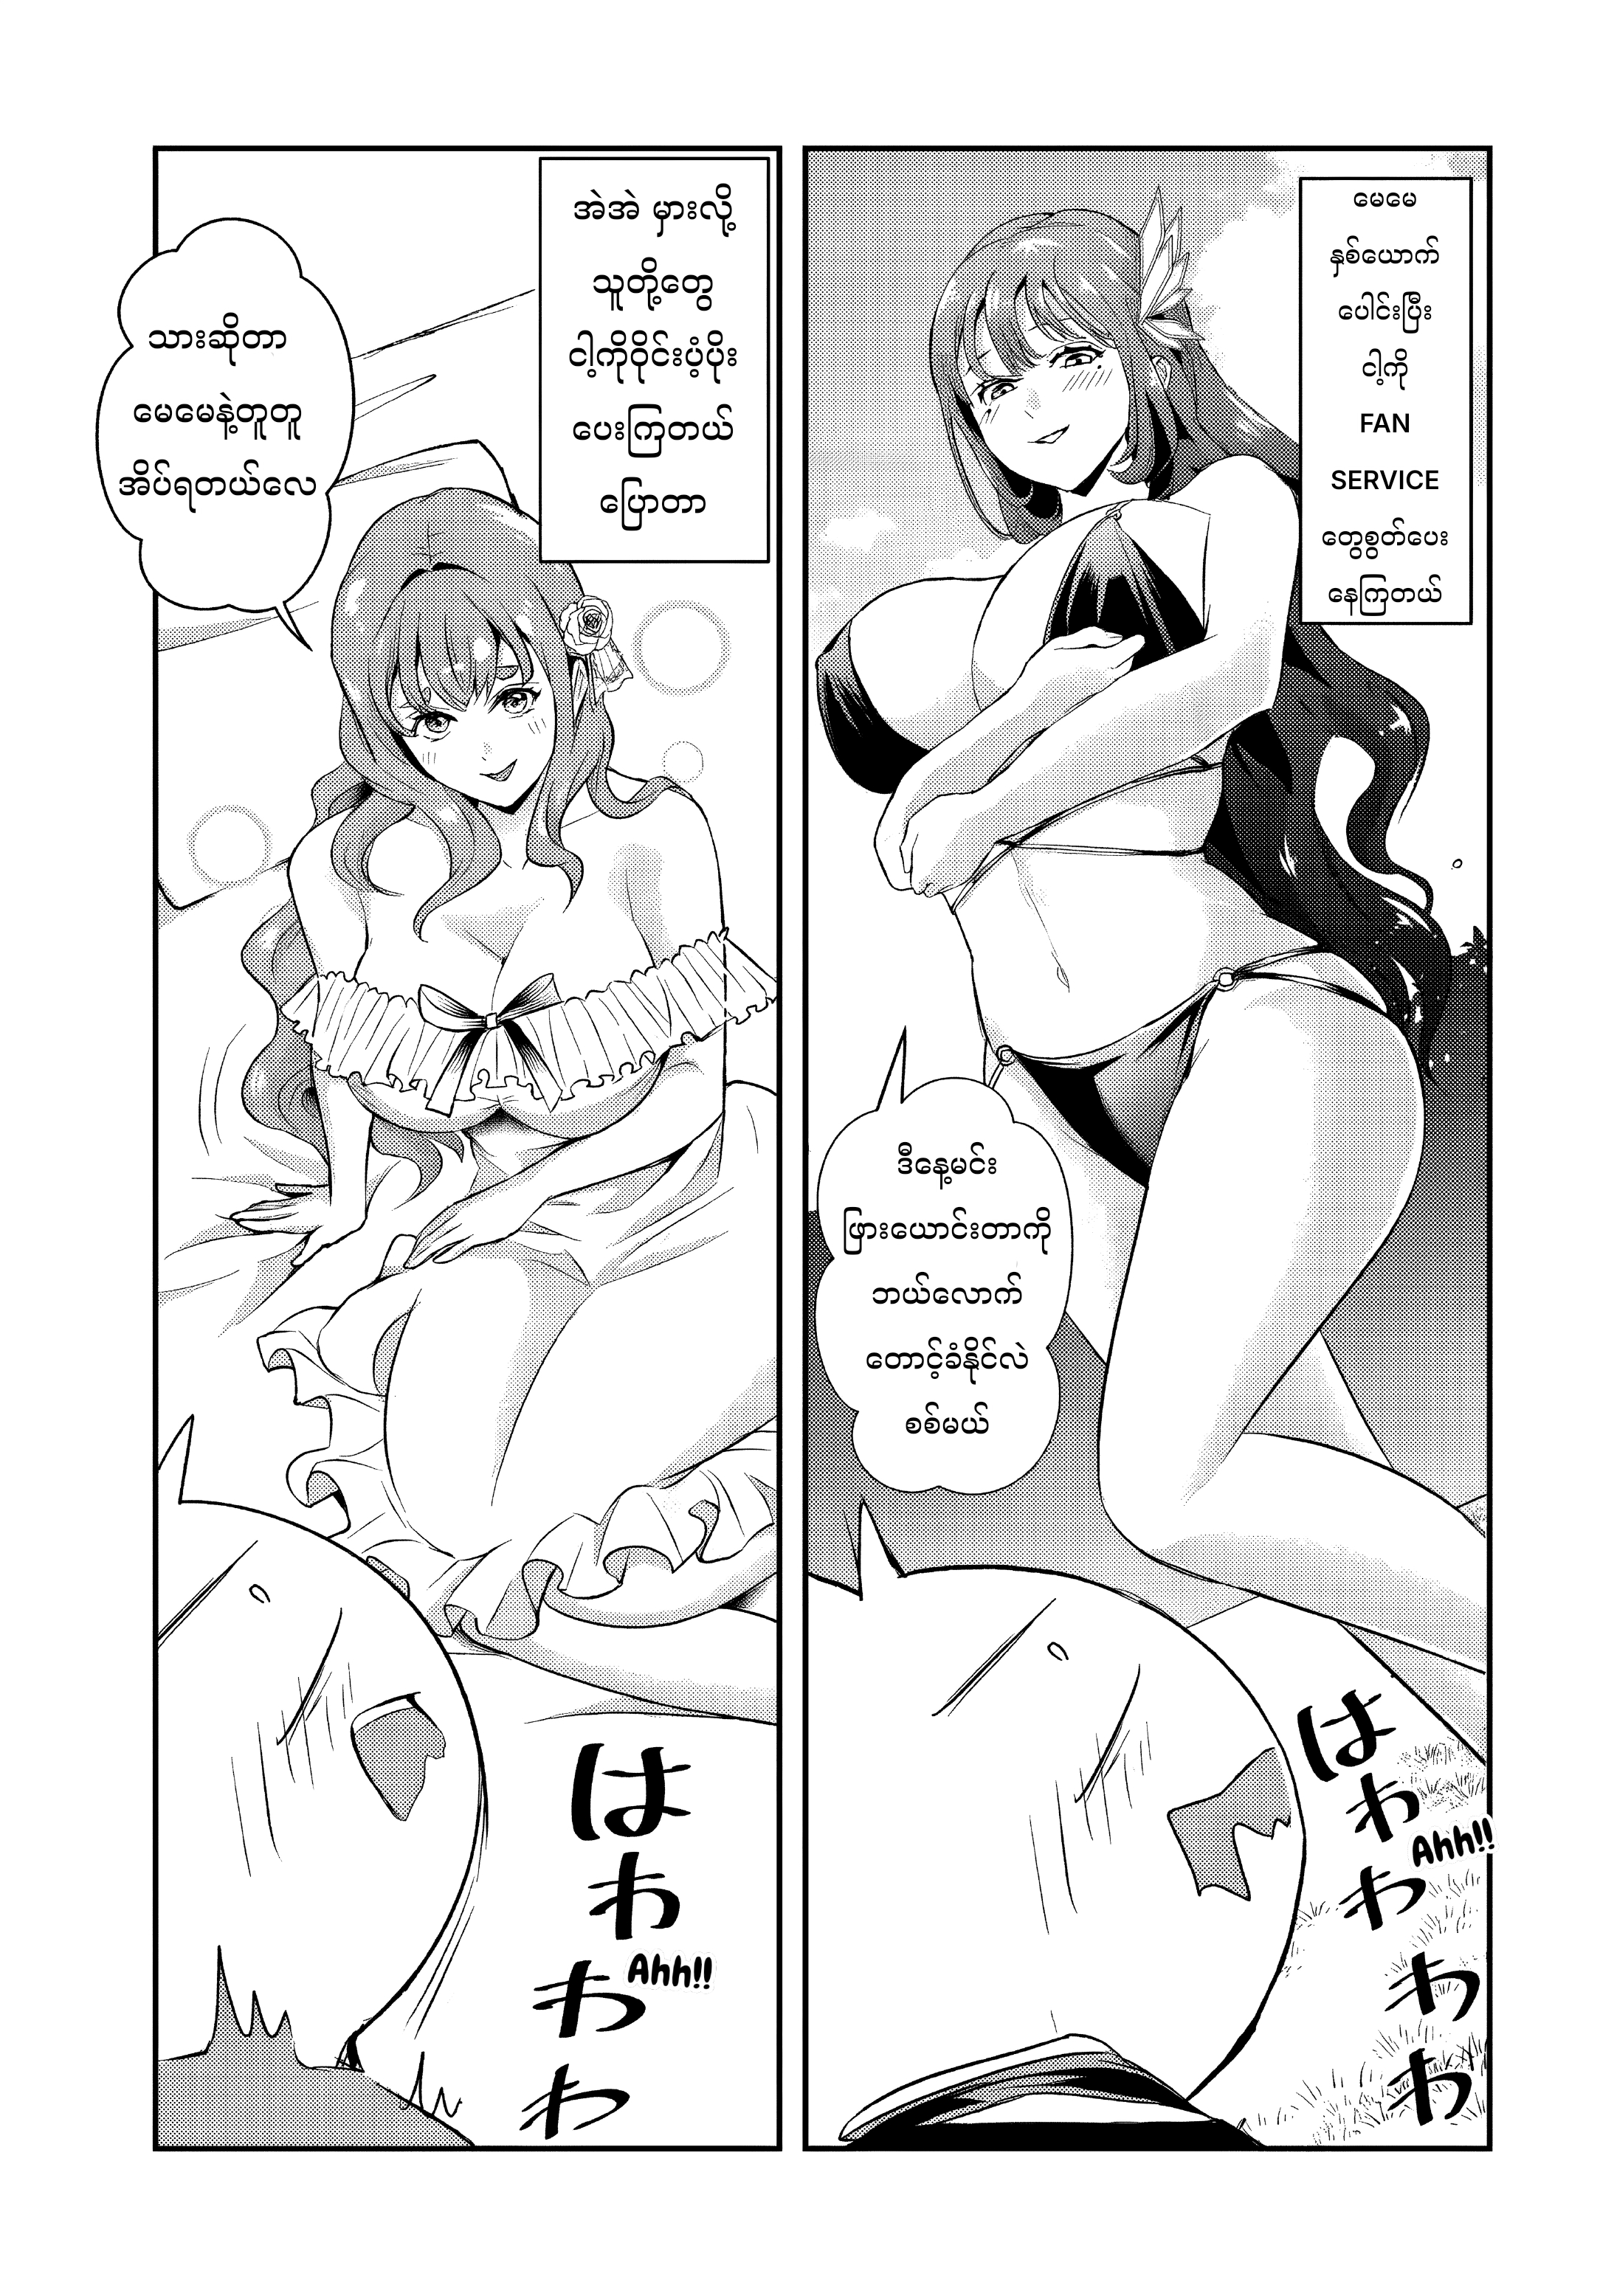 မေမေ
နှစ်ယောက်
ပေါင်းပြီး
ငါ့ကို
FAN
SERVICE
တွေစွတ်ပေး
နေကြတယ်
ဒီနေ့မင်း
ဖြားယောင်းတာကို
ဘယ်လောက်
တောင့်ခံနိုင်လဲ
စစ်မယ်
はわわわわ
Ahh!!
အဲအဲ မှားလို့
သူတို့တွေ
ငါ့ကိုဝိုင်းပံ့ပိုး
ပေးကြတယ်
ပြောတာ
သားဆိုတာ
မေမေနဲ့တူတူ
အိပ်ရတယ်လေ
はわわわ
Ahh!!